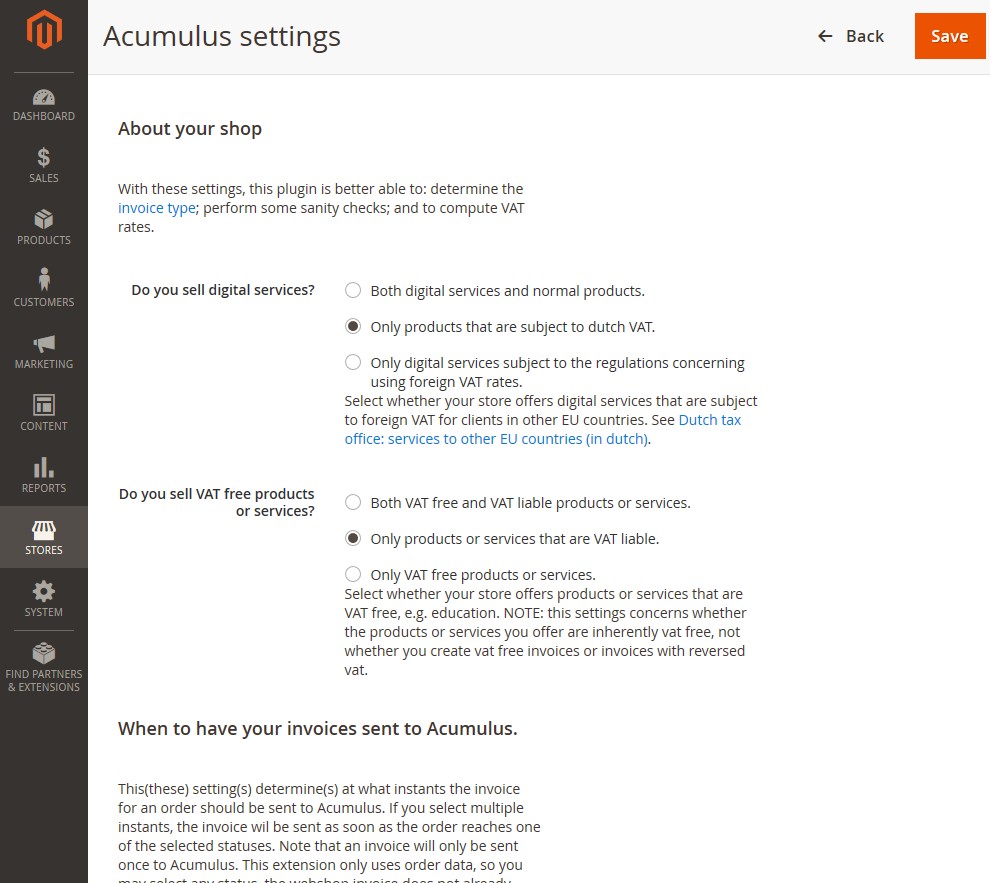 Acumulus settings
Back
Save
DASHBOARD
SALES
PRODUCTS
CUSTOMERS
MARKETING
CONTENT
REPORTS
STORES
SYSTEM
FIND PARTNERS
& EXTENSIONS
About your shop
With these settings, this plugin is better able to: determine the
invoice type; perform some sanity checks; and to compute VAT
rates.
Do you sell digital services?
Both digital services and normal products.
Only products that are subject to dutch VAT.
Only digital services subject to the regulations concerning
using foreign VAT rates.
Select whether your store offers digital services that are subject
to foreign VAT for clients in other EU countries. See Dutch tax
office: services to other EU countries (in dutch).
Do you sell VAT free products
or services?
Both VAT free and VAT liable products or services.
Only products or services that are VAT liable.
Only VAT free products or services.
Select whether your store offers products or services that are
VAT free, e.g. education. NOTE: this settings concerns whether
the products or services you offer are inherently vat free, not
whether you create vat free invoices or invoices with reversed
vat.
When to have your invoices sent to Acumulus.
This(these) setting(s) determine(s) at what instants the invoice
for an order should be sent to Acumulus. If you select multiple
instants, the invoice wil be sent as soon as the order reaches one
of the selected statuses. Note that an invoice will only be sent
once to Acumulus. This extension only uses order data, so you
may select any status, the webshop invoice does not already